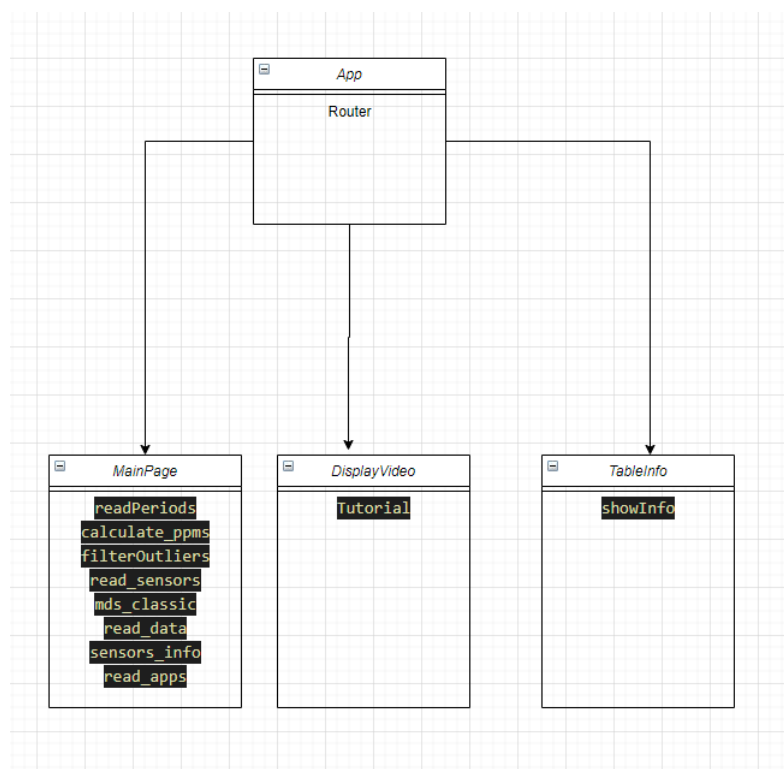 App
Router
MainPage
readPeriods
calculate_ppms
filterOutliers
read_sensors
mds_classic
read_data
sensors_info
read_apps
DisplayVideo
Tutorial
TableInfo
showInfo